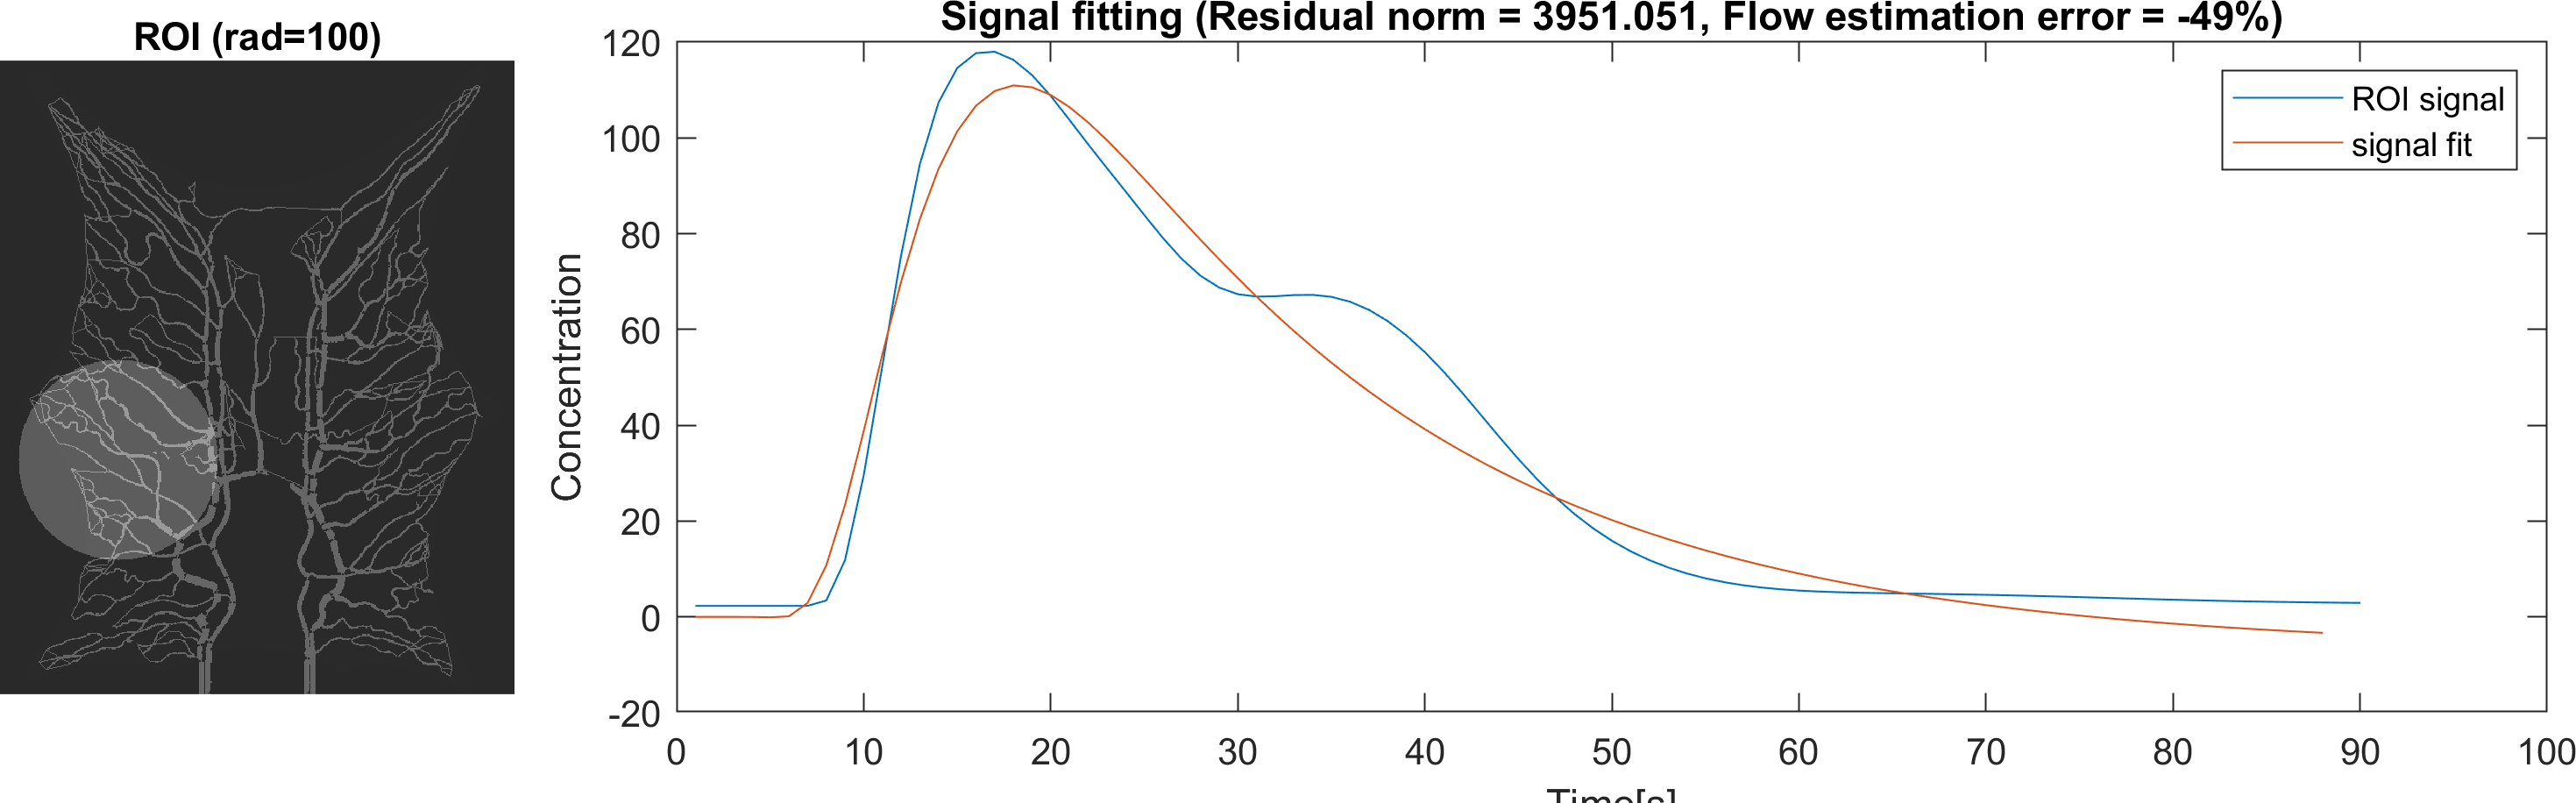 ROI (rad=100)
Signal fitting (Residual norm = 3951.051, Flow estimation error = -49%)
120
100
80
60
40
20
0
-20
Concentration
ROI signal
signal fit
0 10 20 30 40 50 60 70 80 90 100
Time[s]